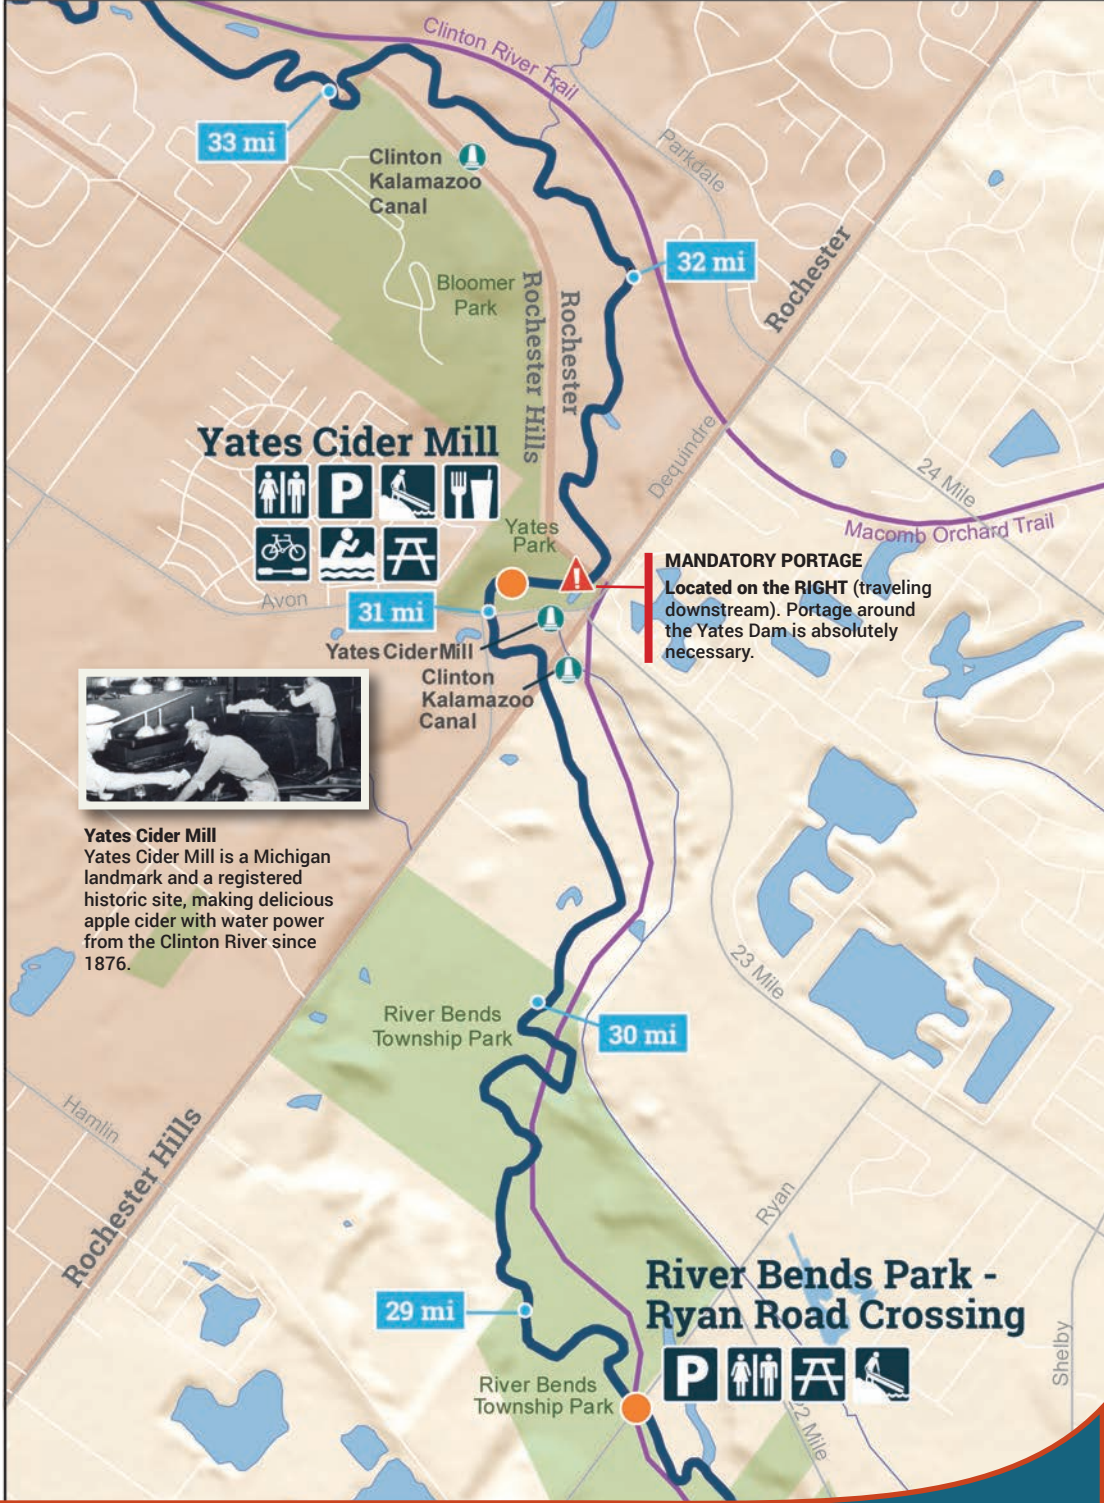 Clinton River Trail
33 mi
Clinton
Kalamazoo
Canal
Parkdale
32 mi
Rochester
Bloomer
Park
Rochester Hills
Rochester
Yates Cider Mill
P
Dequindre
24 Mile
Macomb Orchard Trail
Yates
Park
MANDATORY PORTAGE
Located on the RIGHT (traveling
downstream). Portage around
the Yates Dam is absolutely
necessary.
Avon
31 mi
Yates Cider Mill
Clinton
Kalamazoo
Canal
Yates Cider Mill
Yates Cider Mill is a Michigan
landmark and a registered
historic site, making delicious
apple cider with water power
from the Clinton River since
1876.
23 Mile
River Bends
Township Park
30 mi
Hamlin
Rochester Hills
Ryan
River Bends Park -
Ryan Road Crossing
29 mi
P
Shelby
River Bends
Township Park
22 Mile